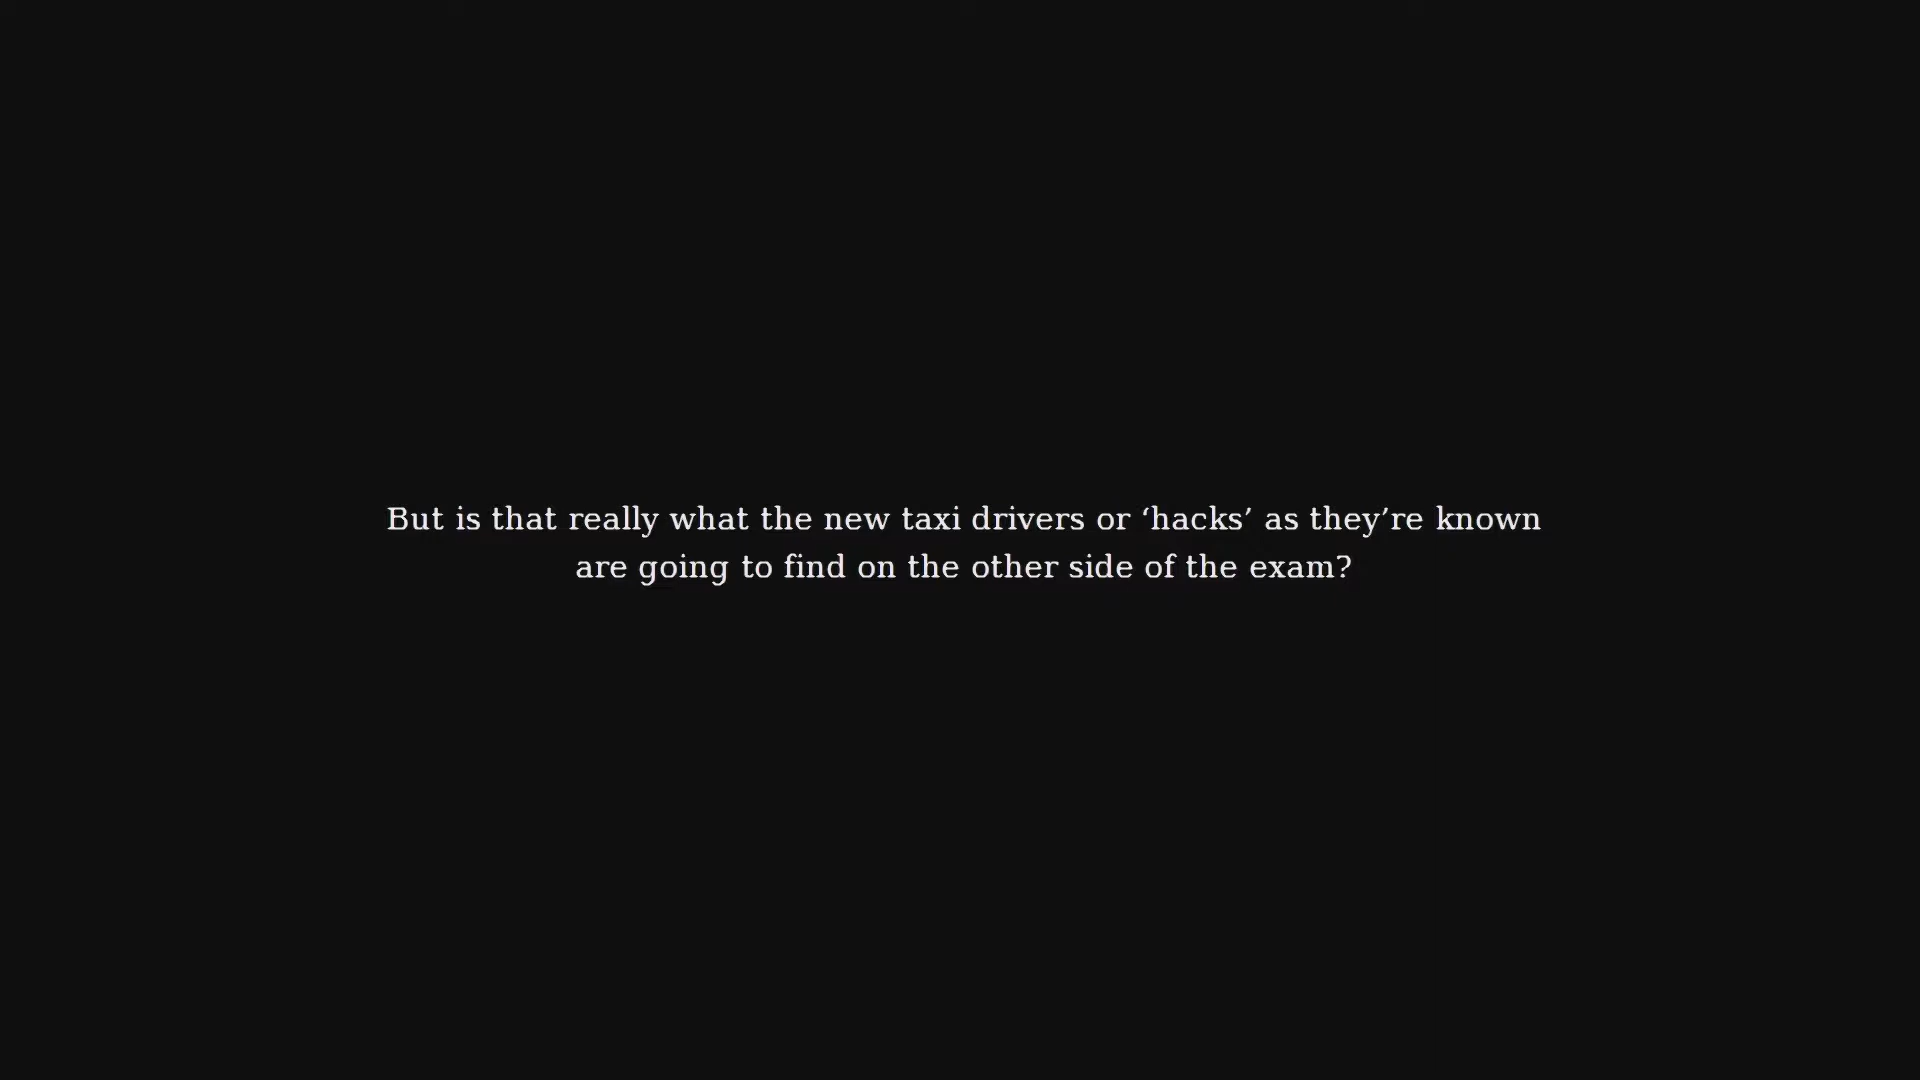 But is that really what the new taxi drivers or ‘hacks’ as they’re known
are going to find on the other side of the exam?